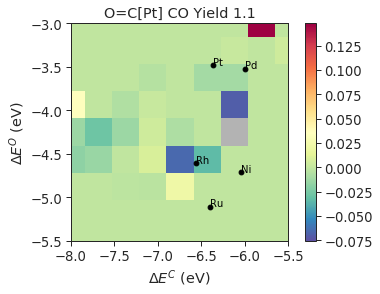 O=C[Pt] CO Yield 1.1
−3.0
−3.5
−4.0
−4.5
−5.0
−5.5
ΔE^O (eV)
Pt
Pd
Rh
Ni
Ru
−8.0 −7.5 −7.0 −6.5 −6.0 −5.5
ΔE^C (eV)
0.125
0.100
0.075
0.050
0.025
0.000
−0.025
−0.050
−0.075